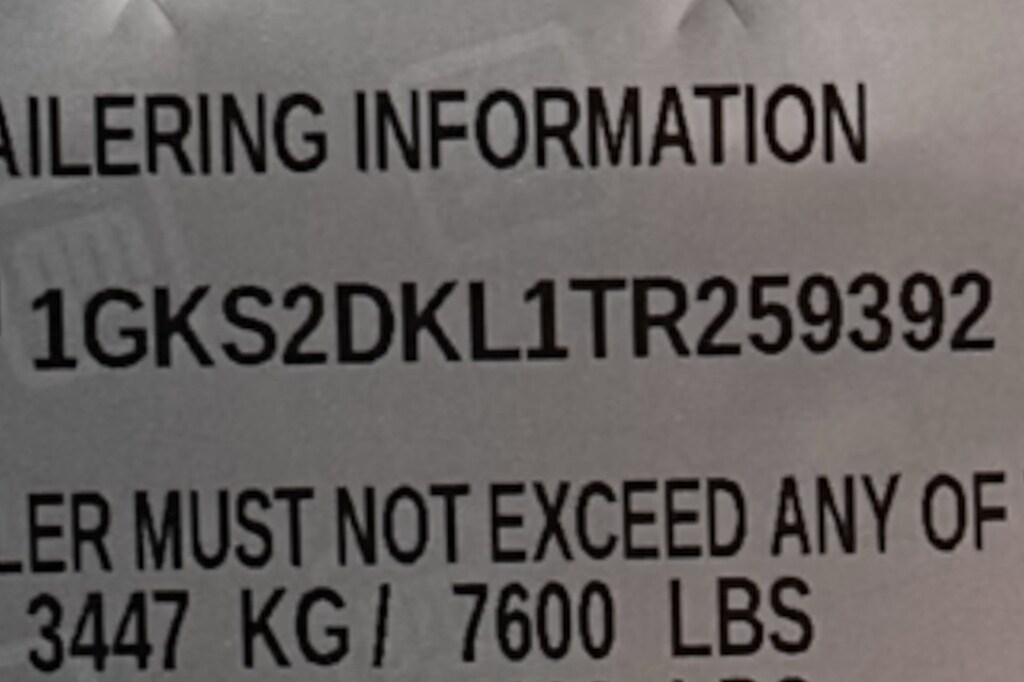 AILERING INFORMATION
1GKS2DKL1TR259392
LER MUST NOT EXCEED ANY OF
3447 KG/ 7600 LBS